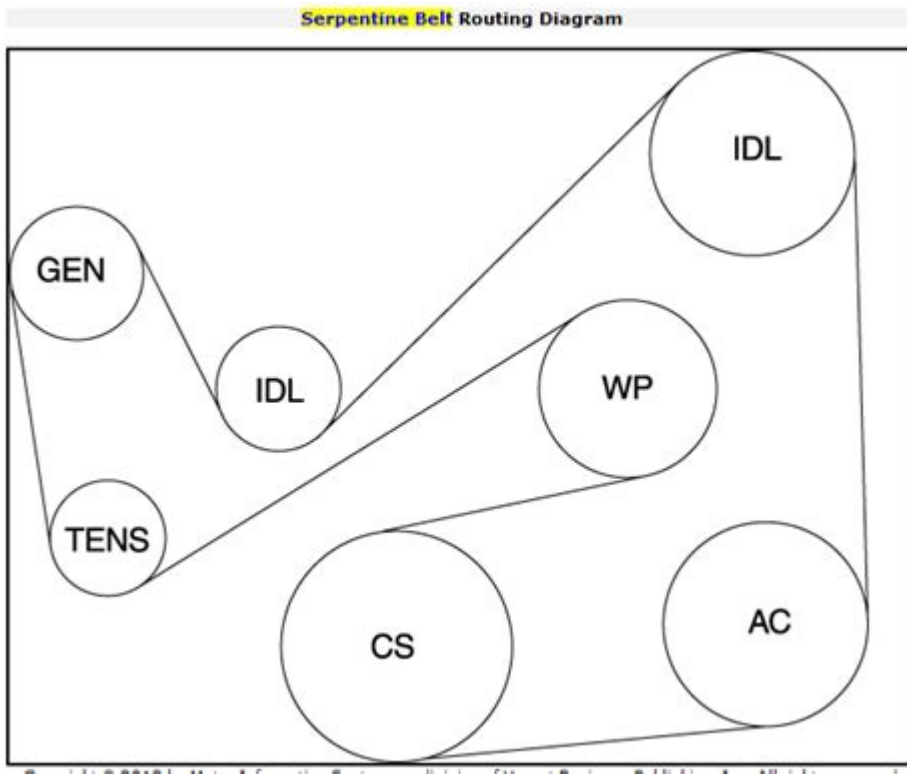 Serpentine Belt Routing Diagram
IDL
GEN
IDL
WP
TENS
AC
CS